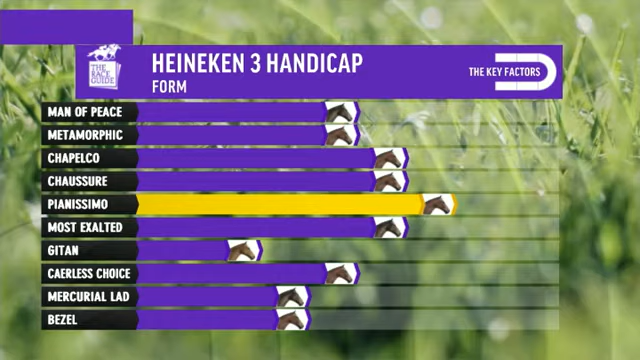 THE
RACE
GUIDE
HEINEKEN 3 HANDICAP
FORM
THE KEY FACTORS
MAN OF PEACE
METAMORPHIC
CHAPELCO
CHAUSSURE
PIANISSIMO
MOST EXALTED
GITAN
CAERLESS CHOICE
MERCURIAL LAD
BEZEL